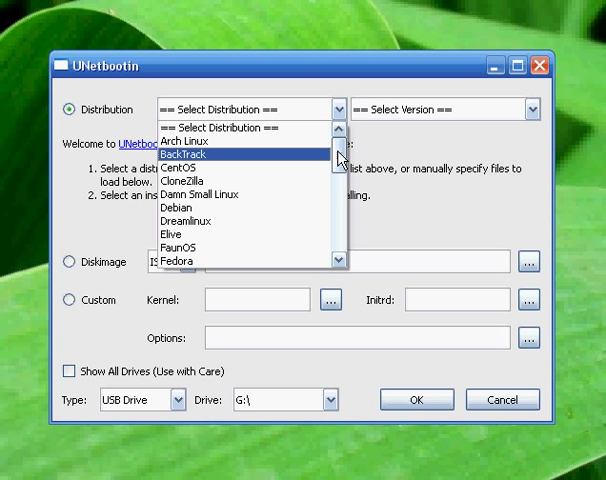 UNetbootin
Distribution
== Select Distribution ==
== Select Version ==
== Select Distribution ==
Arch Linux
BackTrack
CentOS
CloneZilla
Damn Small Linux
Debian
Dreamlinux
Elive
FaunOS
Fedora
Welcome to UNetboo
e:
1. Select a distr
list above, or manually specify files to
load below.
2. Select an ins
alling.
Diskimage
IS
...
Custom
Kernel:
...
Initrd:
...
Options:
...
Show All Drives (Use with Care)
Type:
USB Drive
Drive:
G:\
OK
Cancel